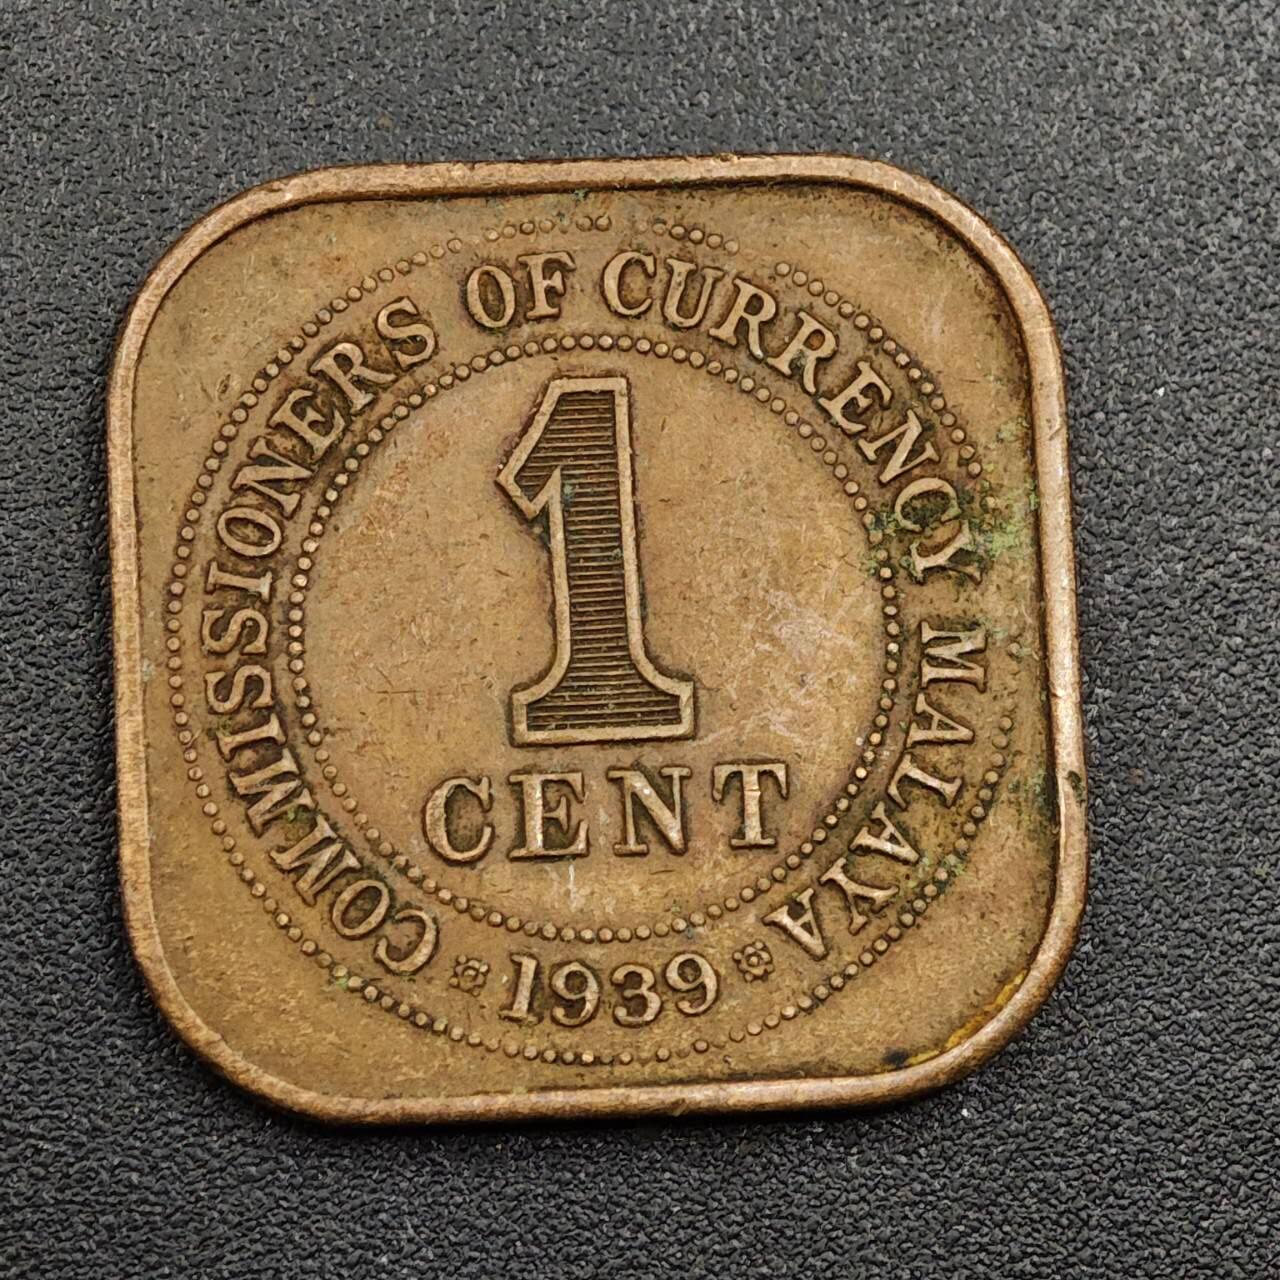 COMMISSIONERS OF CURRENCY MALAYA
1
CENT
1939